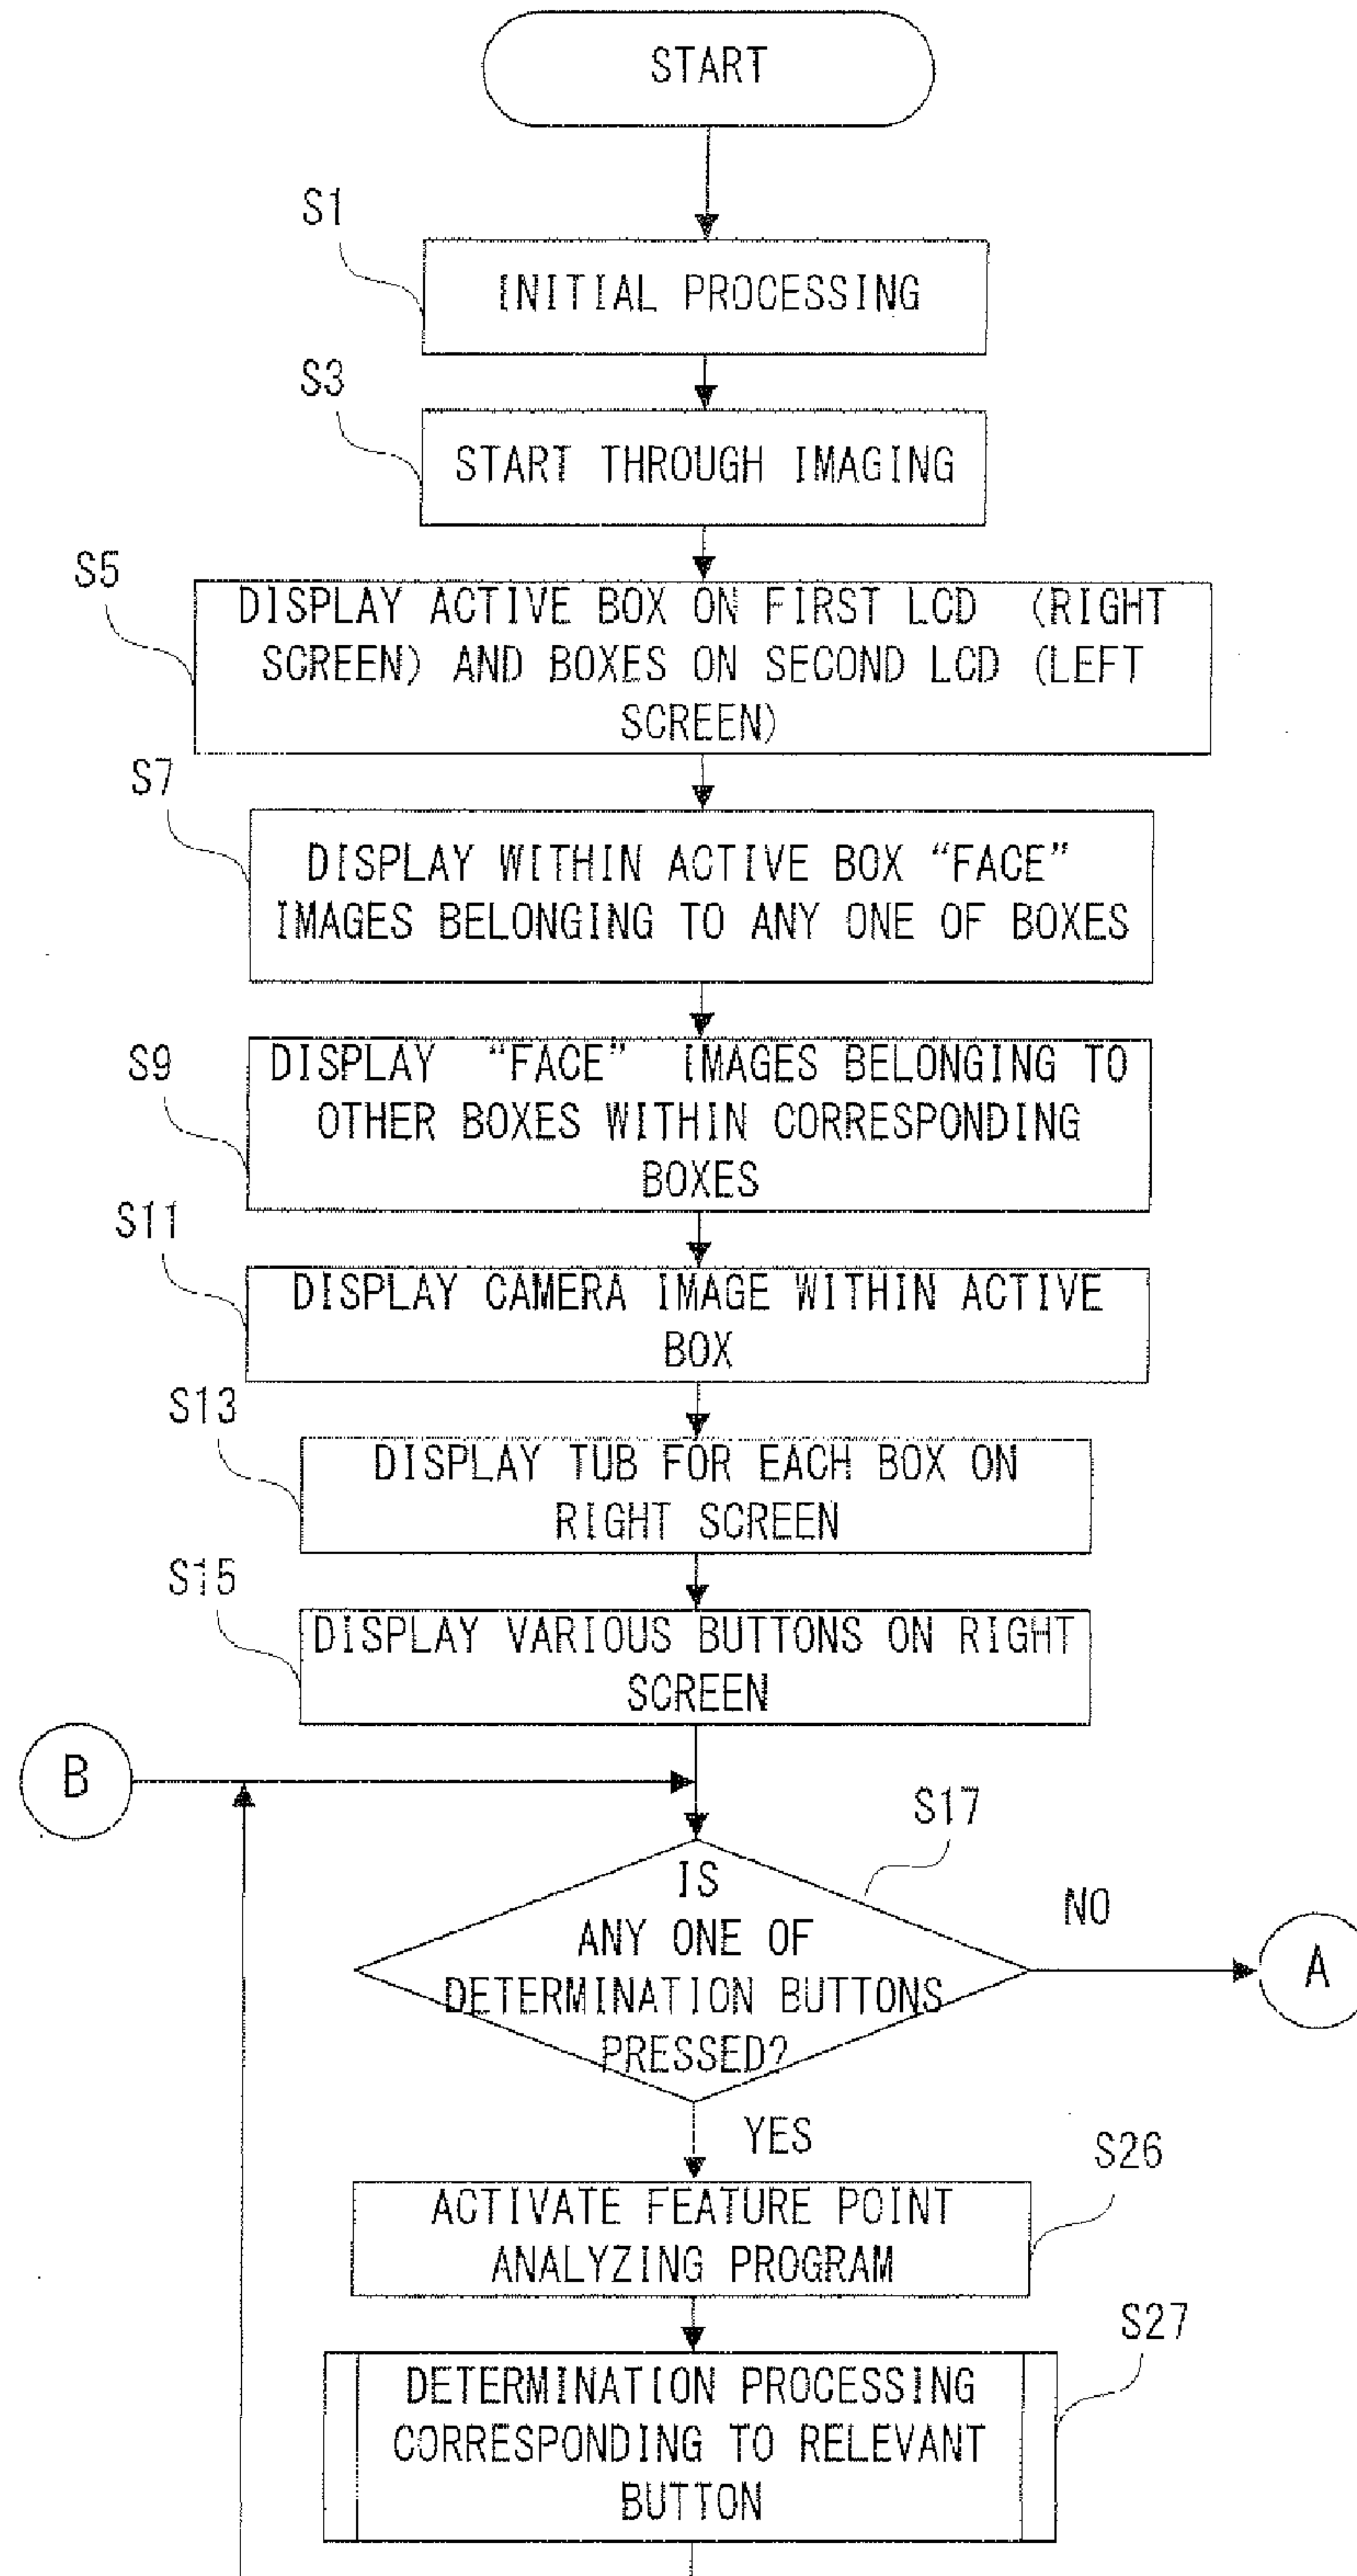 START
S1
INITIAL PROCESSING
S3
START THROUGH IMAGING
S5
DISPLAY ACTIVE BOX ON FIRST LCD (RIGHT
SCREEN) AND BOXES ON SECOND LCD (LEFT
SCREEN)
S7
DISPLAY WITHIN ACTIVE BOX “FACE”
IMAGES BELONGING TO ANY ONE OF BOXES
S9
DISPLAY “FACE” IMAGES BELONGING TO
OTHER BOXES WITHIN CORRESPONDING
BOXES
S11
DISPLAY CAMERA IMAGE WITHIN ACTIVE
BOX
S13
DISPLAY TUB FOR EACH BOX ON
RIGHT SCREEN
S15
DISPLAY VARIOUS BUTTONS ON RIGHT
SCREEN
B
S17
IS
ANY ONE OF
DETERMINATION BUTTONS
PRESSED?
NO
A
YES
S26
ACTIVATE FEATURE POINT
ANALYZING PROGRAM
S27
DETERMINATION PROCESSING
CORRESPONDING TO RELEVANT
BUTTON